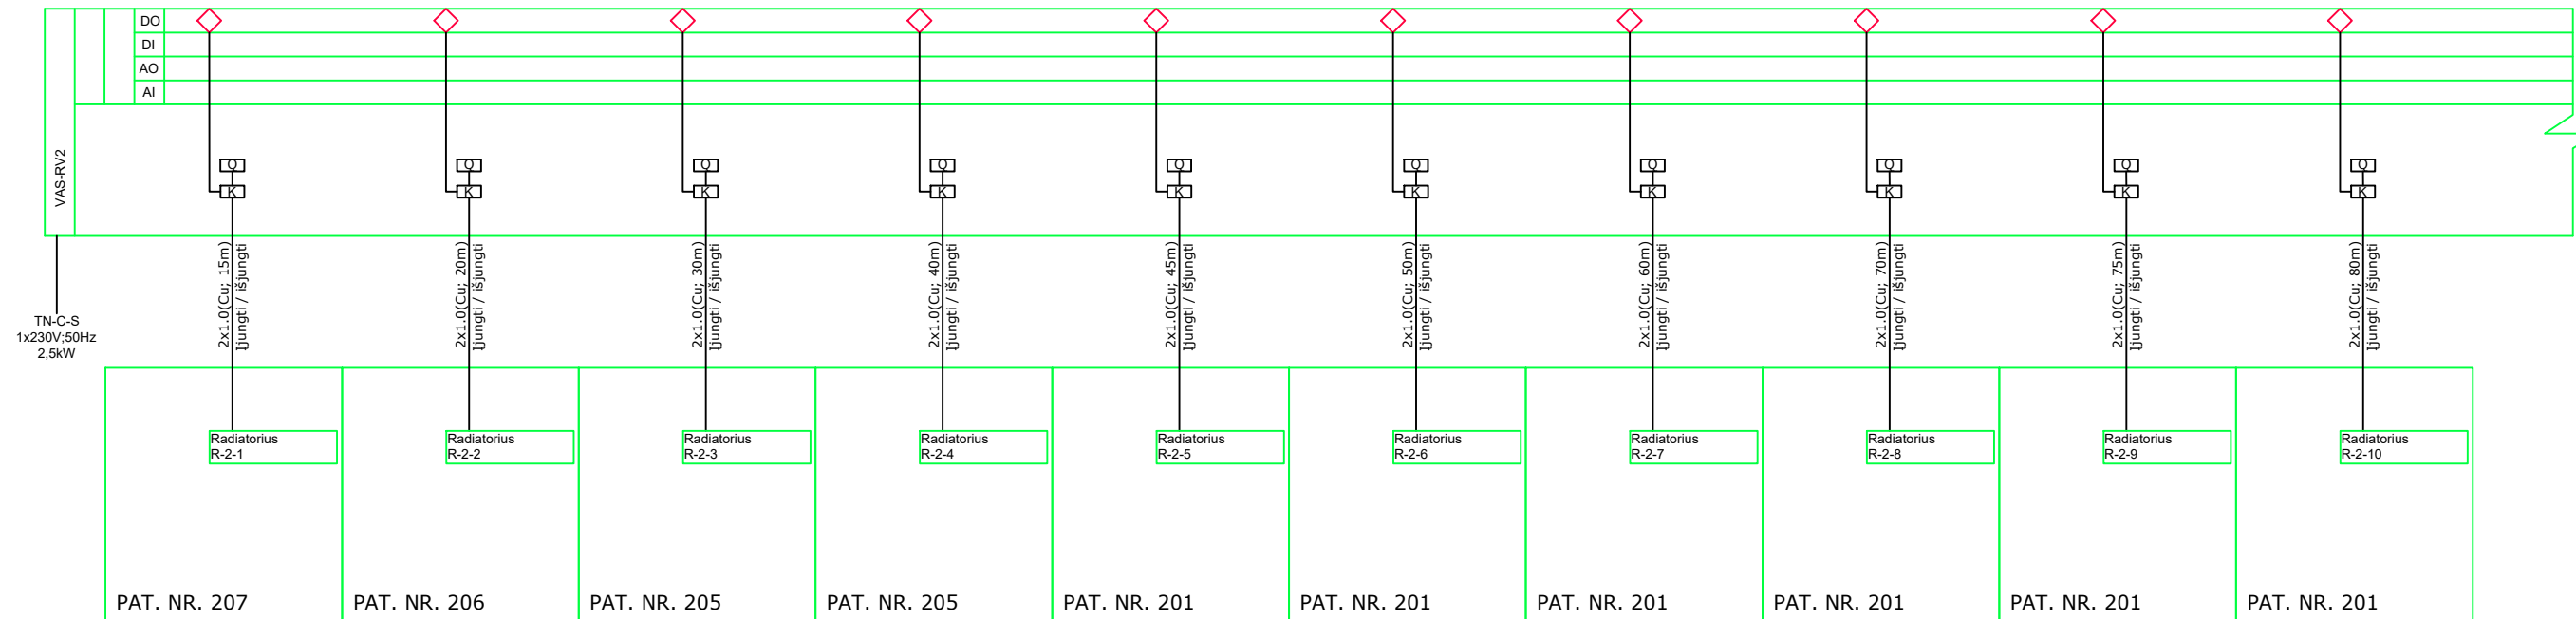 DO
DI
AO
AI
VAS-RV2
Q
K
Q
K
Q
K
Q
K
Q
K
Q
K
Q
K
Q
K
Q
K
Q
K
2x1.0(Cu; 15m)
Įjungti / išjungti
2x1.0(Cu; 20m)
Įjungti / išjungti
2x1.0(Cu; 30m)
Įjungti / išjungti
2x1.0(Cu; 40m)
Įjungti / išjungti
2x1.0(Cu; 45m)
Įjungti / išjungti
2x1.0(Cu; 50m)
Įjungti / išjungti
2x1.0(Cu; 60m)
Įjungti / išjungti
2x1.0(Cu; 70m)
Įjungti / išjungti
2x1.0(Cu; 75m)
Įjungti / išjungti
2x1.0(Cu; 80m)
Įjungti / išjungti
TN-C-S
1x230V;50Hz
2,5kW
Radiatorius
R-2-1
Radiatorius
R-2-2
Radiatorius
R-2-3
Radiatorius
R-2-4
Radiatorius
R-2-5
Radiatorius
R-2-6
Radiatorius
R-2-7
Radiatorius
R-2-8
Radiatorius
R-2-9
Radiatorius
R-2-10
PAT. NR. 207
PAT. NR. 206
PAT. NR. 205
PAT. NR. 205
PAT. NR. 201
PAT. NR. 201
PAT. NR. 201
PAT. NR. 201
PAT. NR. 201
PAT. NR. 201